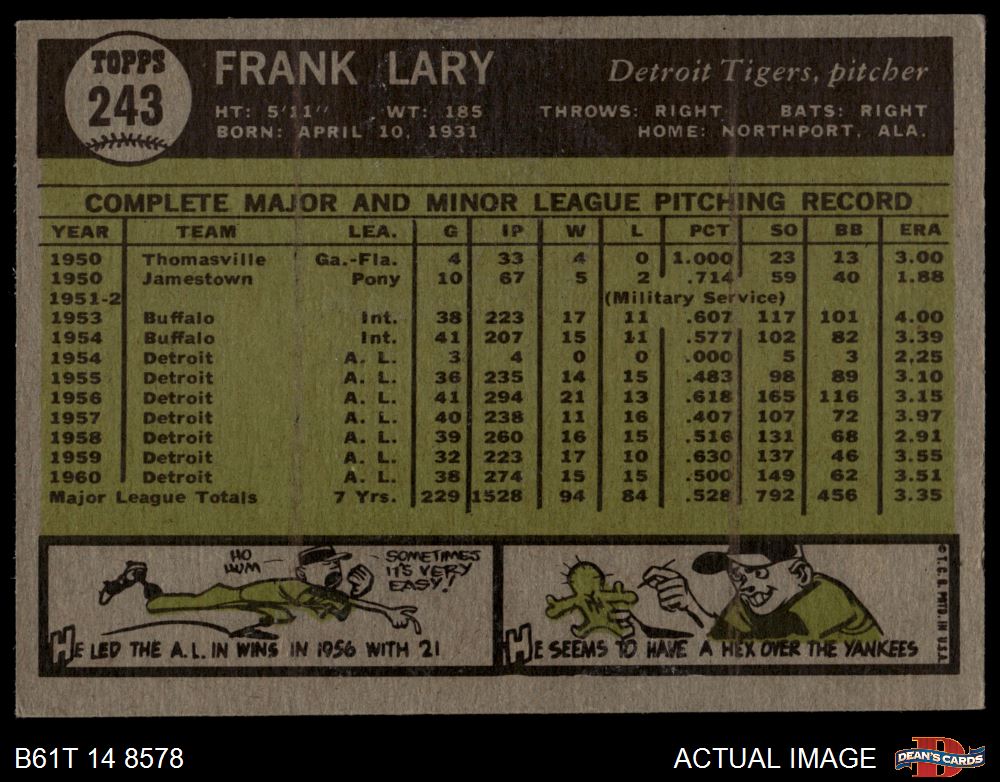 TOPPS
243
FRANK LARY
Detroit Tigers, pitcher
HT: 5'11" WT: 185 THROWS: RIGHT BATS: RIGHT
BORN: APRIL 10, 1931 HOME: NORTHPORT, ALA.
COMPLETE MAJOR AND MINOR LEAGUE PITCHING RECORD
YEAR TEAM LEA. G IP W L PCT SO BB ERA
1950 Thomasville Ga.-Fla. 4 33 4 0 1.000 23 13 3.00
1950 Jamestown Pony 10 67 5 2 .714 59 40 1.88
1951-2 (Military Service)
1953 Buffalo Int. 38 223 17 11 .607 117 101 4.00
1954 Buffalo Int. 41 207 15 11 .577 102 82 3.39
1954 Detroit A. L. 3 4 0 0 .000 5 3 2.25
1955 Detroit A. L. 36 235 14 15 .483 98 89 3.10
1956 Detroit A. L. 41 294 21 13 .618 165 116 3.15
1957 Detroit A. L. 40 238 11 16 .407 107 72 3.97
1958 Detroit A. L. 39 260 16 15 .516 131 68 2.91
1959 Detroit A. L. 32 223 17 10 .630 137 46 3.55
1960 Detroit A. L. 38 274 15 15 .500 149 62 3.51
Major League Totals 7 Yrs. 229 1528 94 84 .528 792 456 3.35
HO
HUM
SOMETIMES
IT'S VERY
EASY!
HE LED THE A.L. IN WINS IN 1956 WITH 21
NY
HE SEEMS TO HAVE A HEX OVER THE YANKEES
© T.C.G. PRTD. IN U.S.A.
B61T 14 8578
ACTUAL IMAGE
D
DEAN'S CARDS